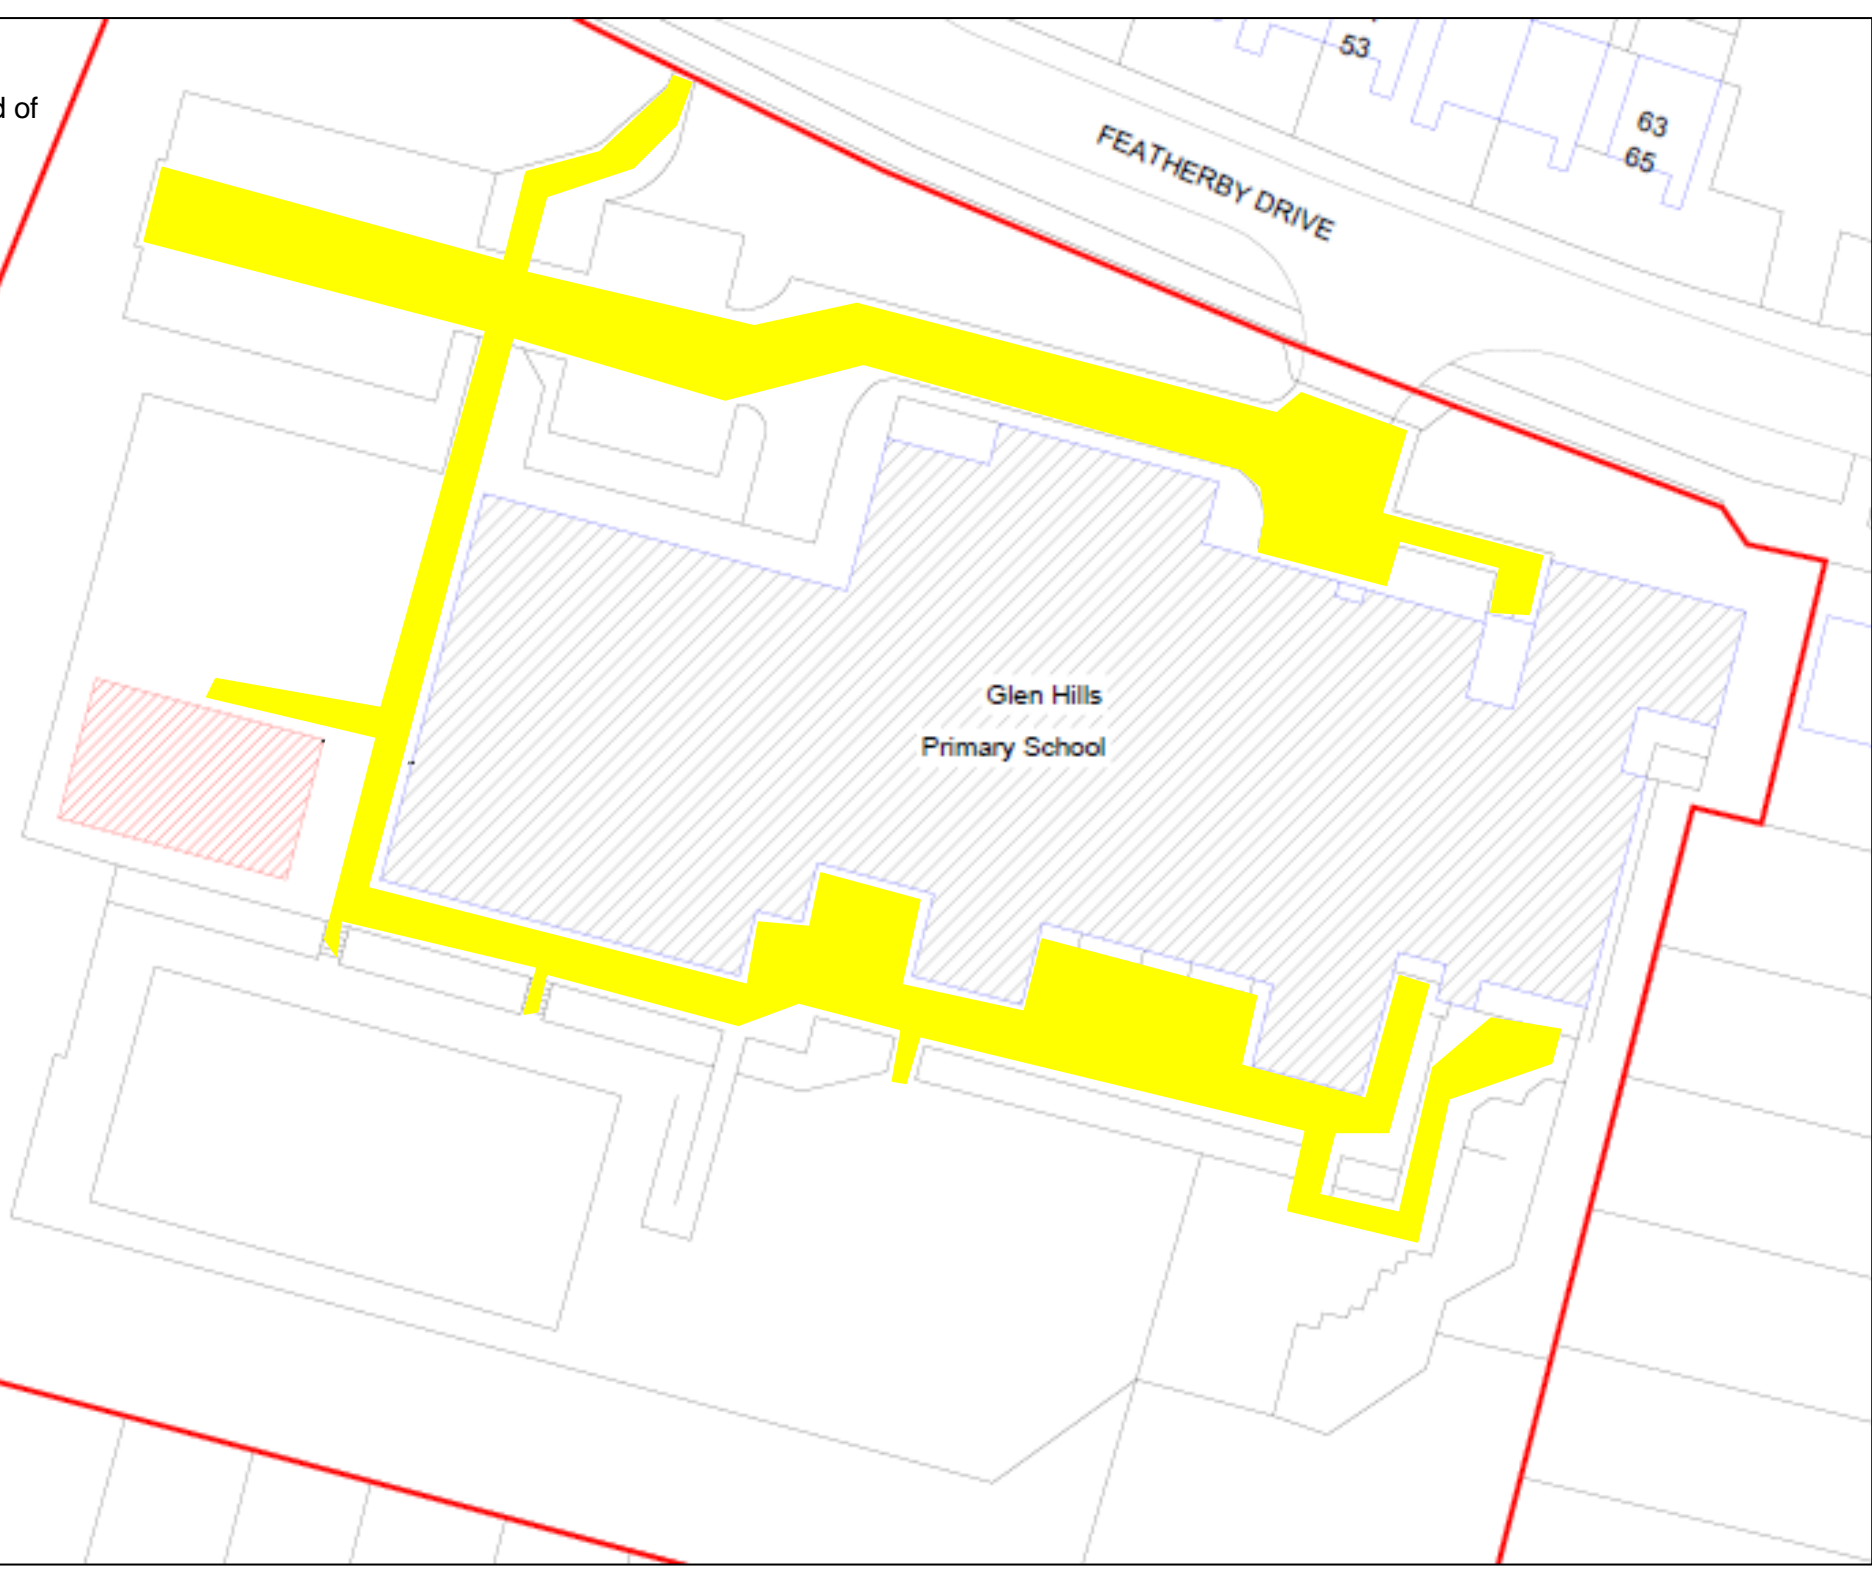 d of
53
63
65
FEATHERBY DRIVE
Glen Hills
Primary School